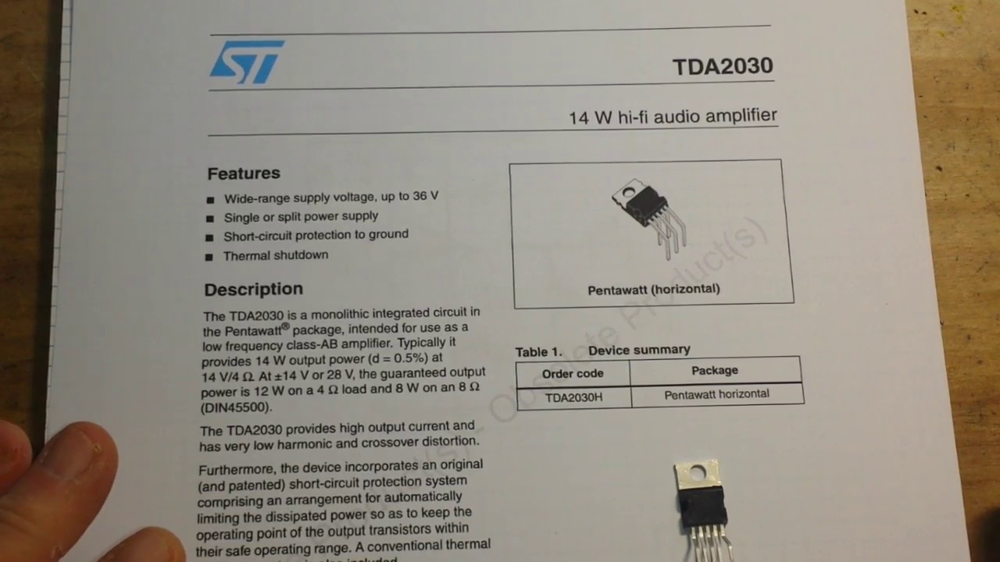 ST
TDA2030
14 W hi-fi audio amplifier
Features
■ Wide-range supply voltage, up to 36 V
■ Single or split power supply
■ Short-circuit protection to ground
■ Thermal shutdown
Description
The TDA2030 is a monolithic integrated circuit in
the Pentawatt® package, intended for use as a
low frequency class-AB amplifier. Typically it
provides 14 W output power (d = 0.5%) at
14 V/4 Ω. At ±14 V or 28 V, the guaranteed output
power is 12 W on a 4 Ω load and 8 W on an 8 Ω
(DIN45500).
The TDA2030 provides high output current and
has very low harmonic and crossover distortion.
Furthermore, the device incorporates an original
(and patented) short-circuit protection system
comprising an arrangement for automatically
limiting the dissipated power so as to keep the
operating point of the output transistors within
their safe operating range. A conventional thermal
is also included.
Pentawatt (horizontal)
Table 1. Device summary
Order code Package
TDA2030H Pentawatt horizontal
- Obsolete Product(s)